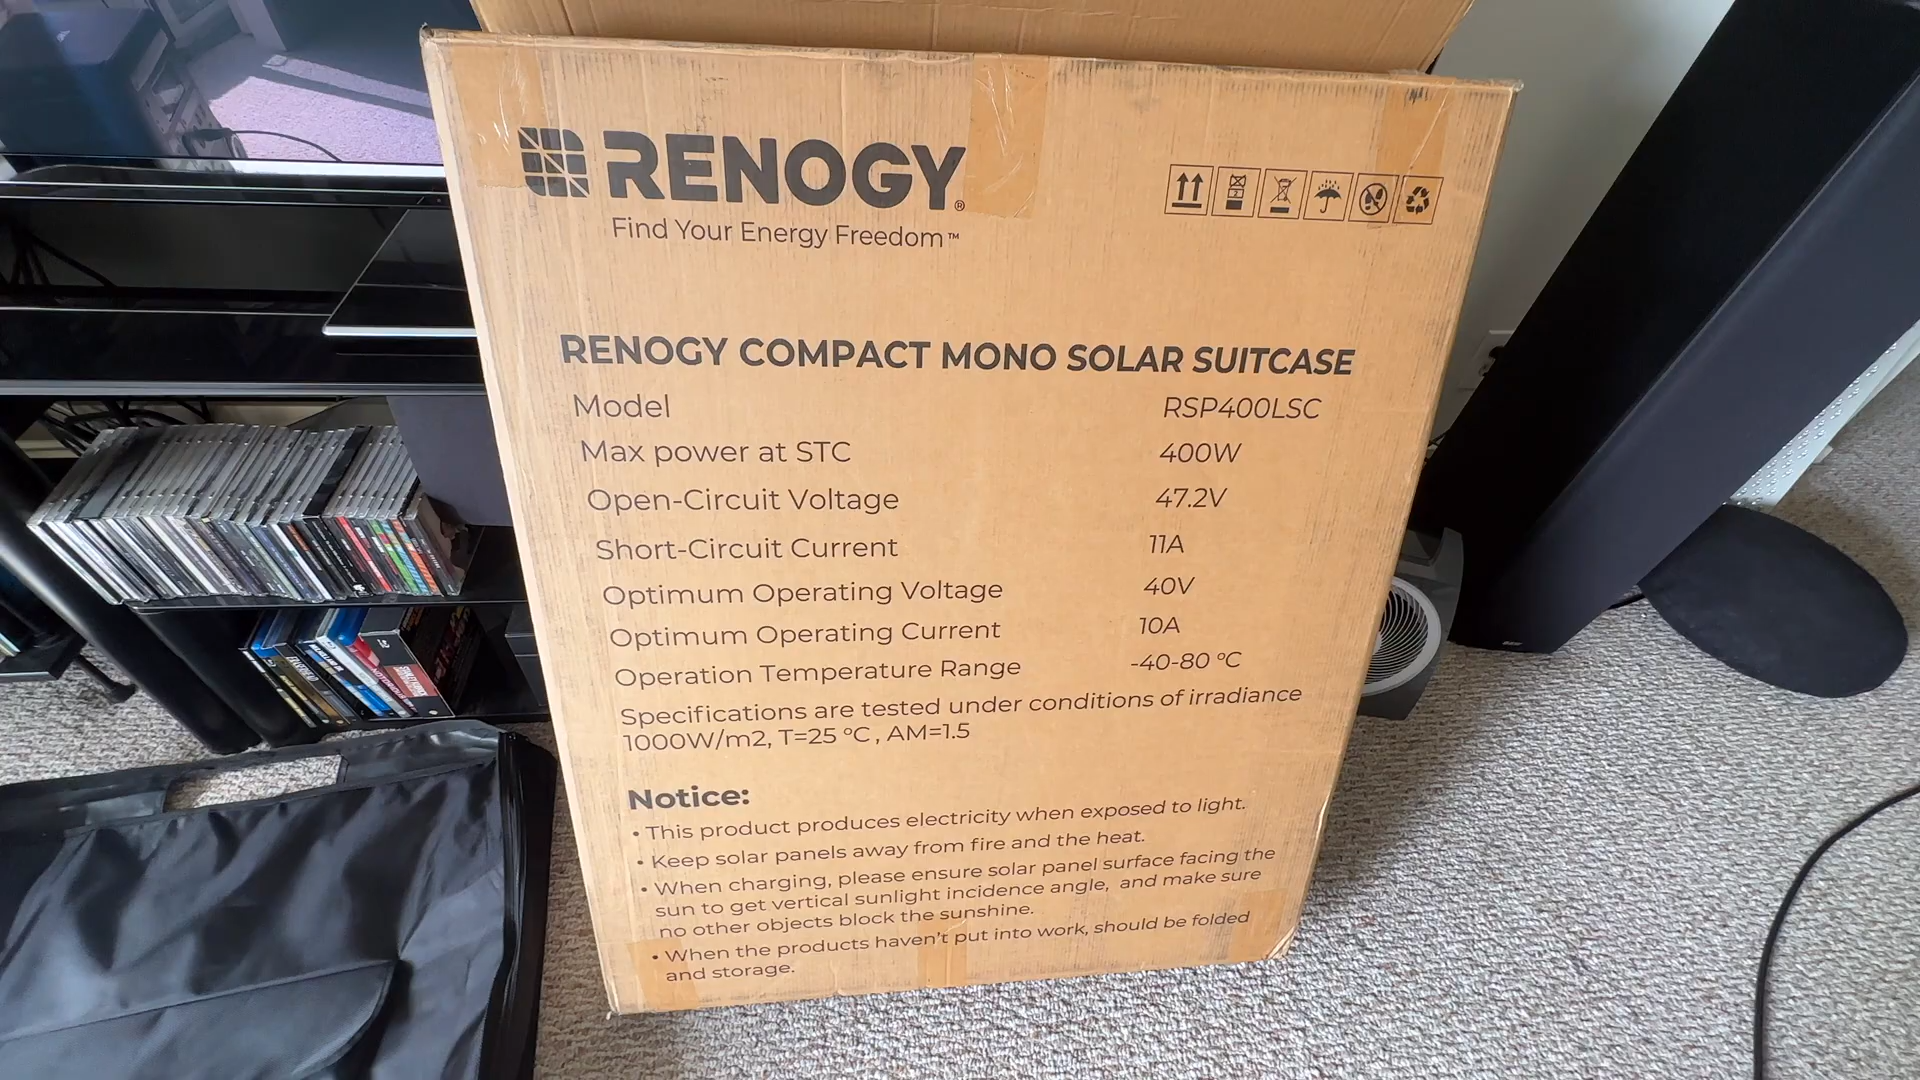 RENOGY®
Find Your Energy Freedom™
RENOGY COMPACT MONO SOLAR SUITCASE
Model RSP400LSC
Max power at STC 400W
Open-Circuit Voltage 47.2V
Short-Circuit Current 11A
Optimum Operating Voltage 40V
Optimum Operating Current 10A
Operation Temperature Range -40-80 °C
Specifications are tested under conditions of irradiance
1000W/m2, T=25 °C , AM=1.5
Notice:
• This product produces electricity when exposed to light.
• Keep solar panels away from fire and the heat.
• When charging, please ensure solar panel surface facing the
sun to get vertical sunlight incidence angle, and make sure
no other objects block the sunshine.
• When the products haven't put into work, should be folded
and storage.